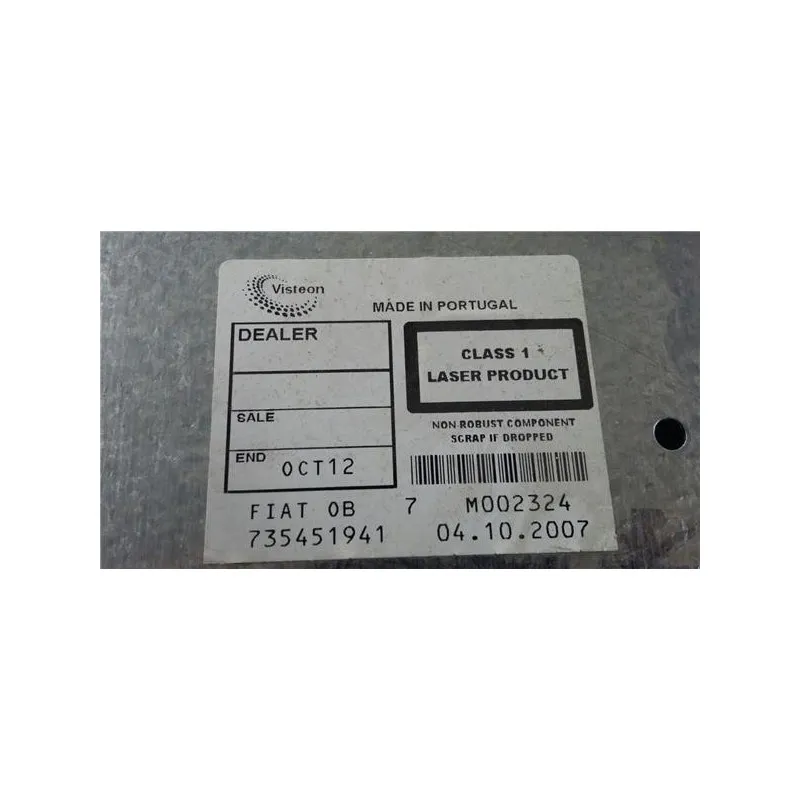 Visteon
MADE IN PORTUGAL
DEALER
SALE
END OCT12
CLASS 1
LASER PRODUCT
NON-ROBUST COMPONENT
SCRAP IF DROPPED
FIAT OB 7 M002324
735451941 04.10.2007